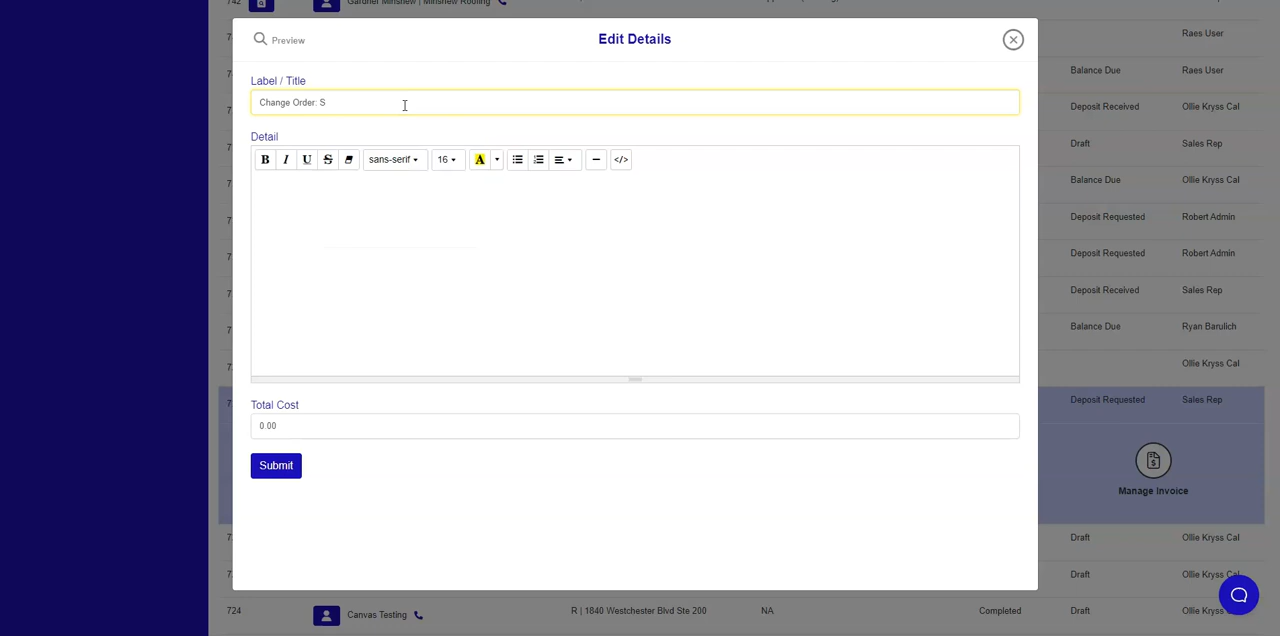 742 Gardner Minshew | Minshew Roofing
Preview
Edit Details
Raes User
Label / Title
Balance Due Raes User
Change Order: S
Deposit Received Ollie Kryss Cal
Detail
Draft Sales Rep
B I U S sans-serif 16 A </>
Balance Due Ollie Kryss Cal
Deposit Requested Robert Admin
Deposit Requested Robert Admin
Deposit Received Sales Rep
Balance Due Ryan Barulich
Ollie Kryss Cal
Deposit Requested Sales Rep
Total Cost
0.00
Submit
Manage Invoice
Draft Ollie Kryss Cal
Draft Ollie Kryss Cal
724 Canvas Testing R | 1840 Westchester Blvd Ste 200 NA Completed Draft Ollie Kryss